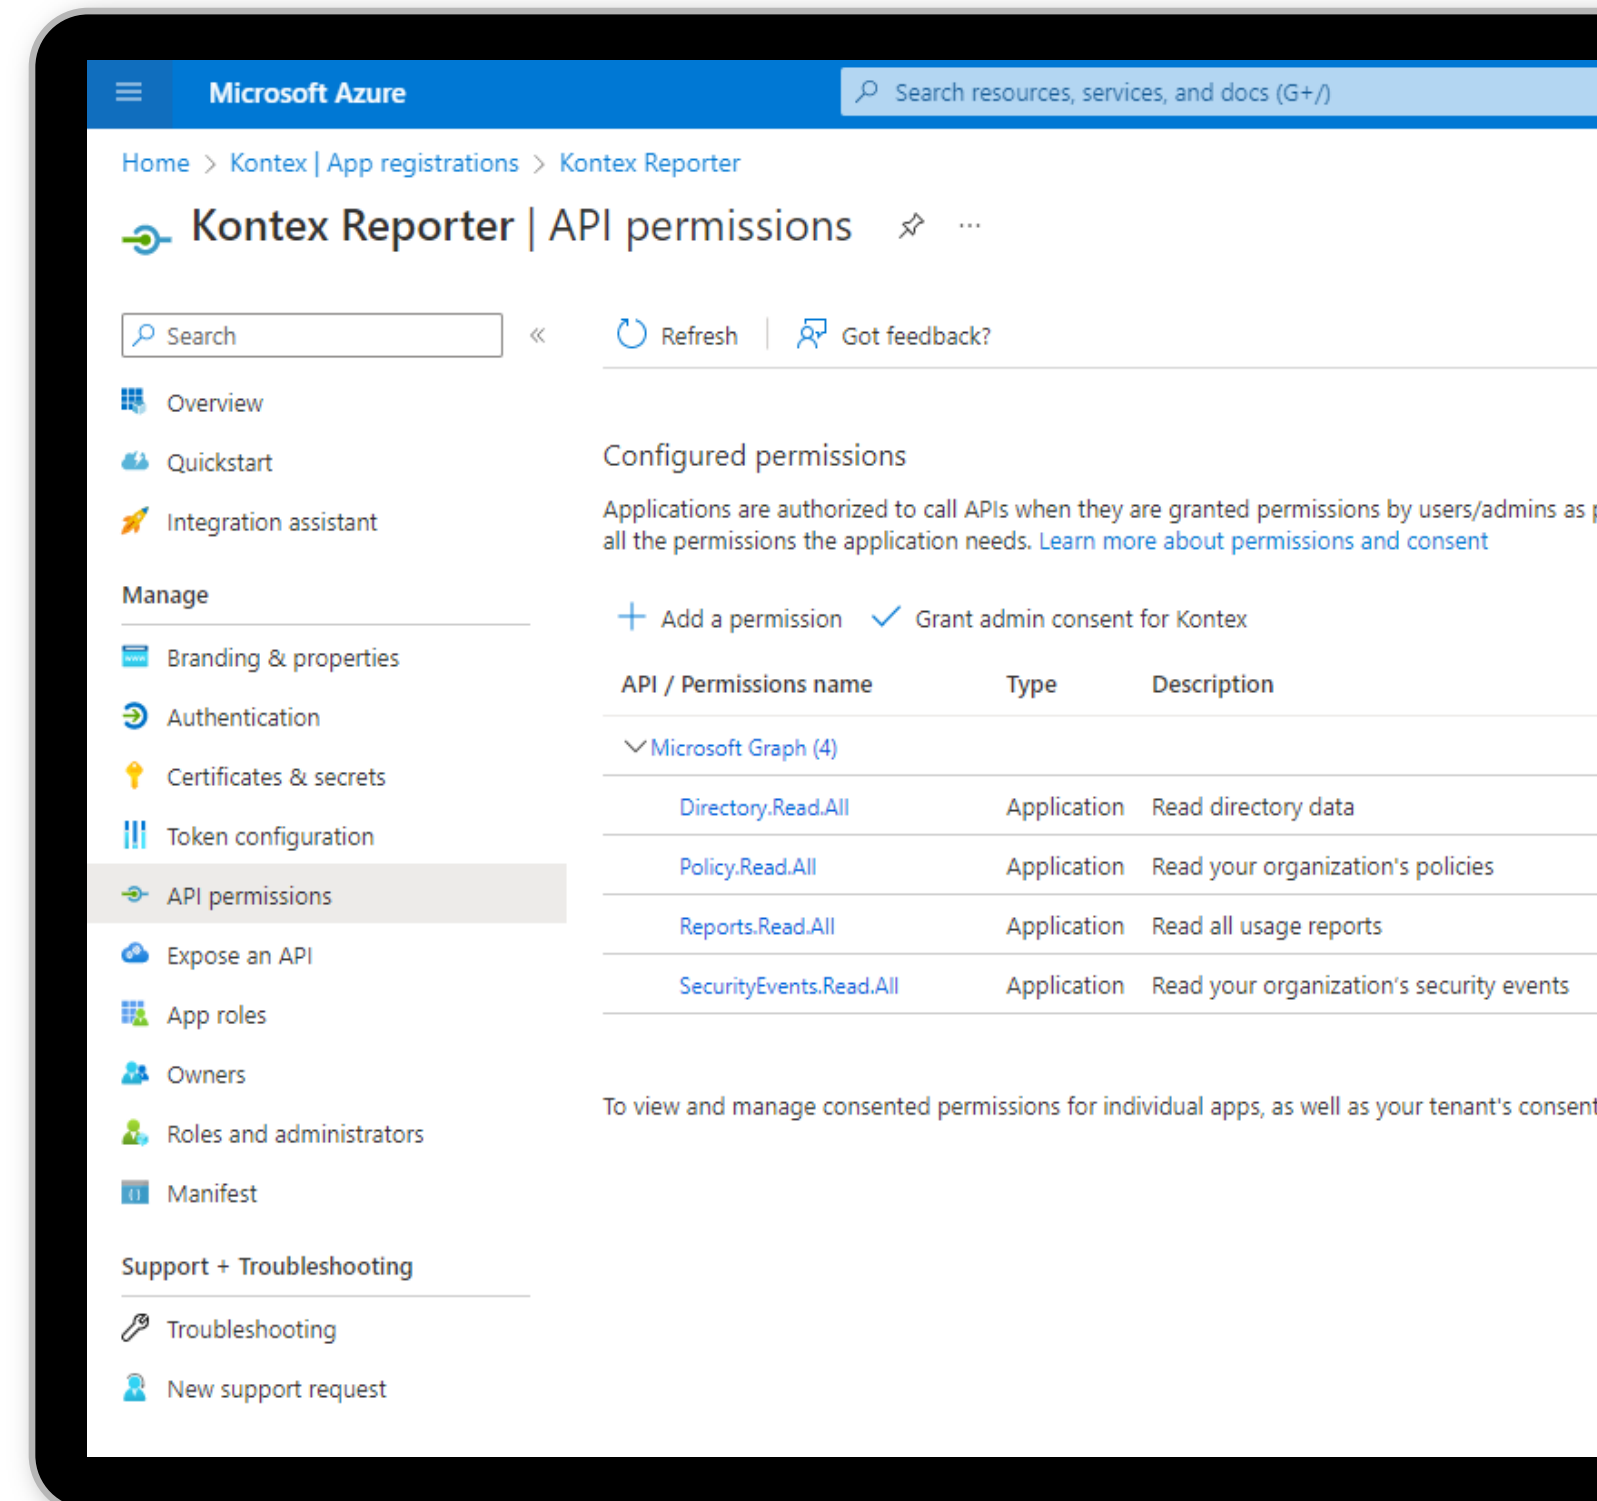 Microsoft Azure
Search resources, services, and docs (G+/)
Home > Kontex | App registrations > Kontex Reporter
Kontex Reporter | API permissions
Search
Refresh
Got feedback?
Overview
Quickstart
Integration assistant
Manage
Branding & properties
Authentication
Certificates & secrets
Token configuration
API permissions
Expose an API
App roles
Owners
Roles and administrators
Manifest
Support + Troubleshooting
Troubleshooting
New support request
Configured permissions
Applications are authorized to call APIs when they are granted permissions by users/admins as
all the permissions the application needs. Learn more about permissions and consent
Add a permission
Grant admin consent for Kontex
API / Permissions name Type Description
Microsoft Graph (4)
Directory.Read.All Application Read directory data
Policy.Read.All Application Read your organization's policies
Reports.Read.All Application Read all usage reports
SecurityEvents.Read.All Application Read your organization’s security events
To view and manage consented permissions for individual apps, as well as your tenant's consent